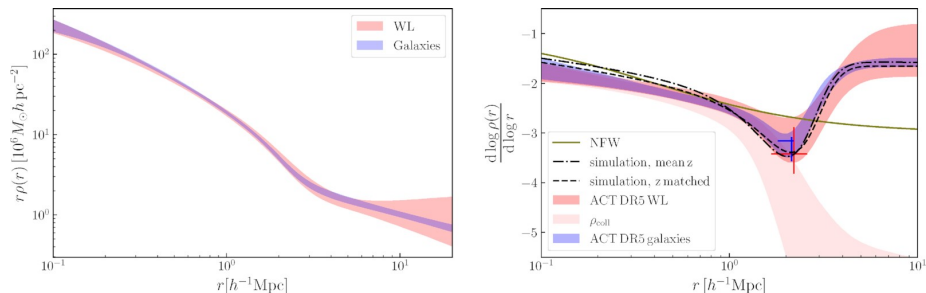 WL
Galaxies
10²
10¹
10⁰
rρ(r) [10⁶M⊙h pc⁻²]
10⁻¹
10⁰
10¹
r[h⁻¹Mpc]
−1
−2
−3
−4
−5
d log ρ(r)
d log r
NFW
simulation, mean z
simulation, z matched
ACT DR5 WL
ρcoll
ACT DR5 galaxies
10⁻¹
10⁰
10¹
r[h⁻¹Mpc]